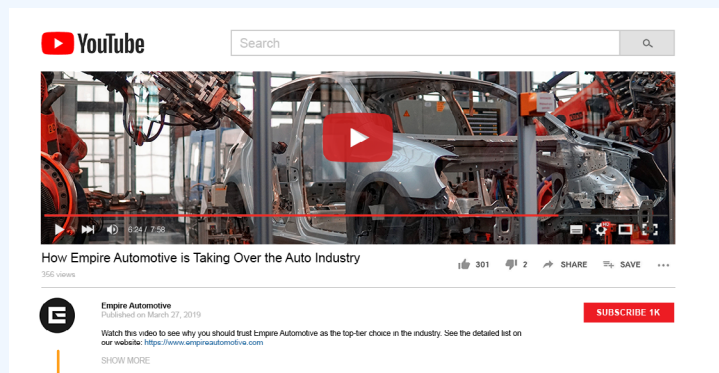 YouTube
Search
6:24 / 7:58
HD
How Empire Automotive is Taking Over the Auto Industry
301
2
SHARE
SAVE
356 views
Empire Automotive
Published on March 27, 2019
SUBSCRIBE 1K
Watch this video to see why you should trust Empire Automotive as the top-tier choice in the industry. See the detailed list on
our website: https://www.empireautomotive.com
SHOW MORE